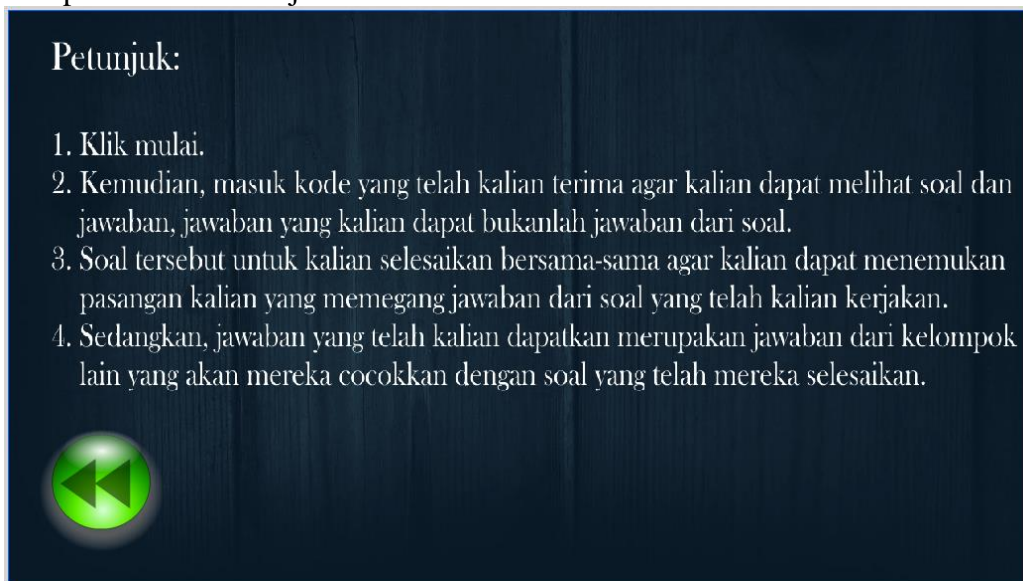 Petunjuk:
1. Klik mulai.
2. Kemudian, masuk kode yang telah kalian terima agar kalian dapat melihat soal dan
jawaban, jawaban yang kalian dapat bukanlah jawaban dari soal.
3. Soal tersebut untuk kalian selesaikan bersama-sama agar kalian dapat menemukan
pasangan kalian yang memegang jawaban dari soal yang telah kalian kerjakan.
4. Sedangkan, jawaban yang telah kalian dapatkan merupakan jawaban dari kelompok
lain yang akan mereka cocokkan dengan soal yang telah mereka selesaikan.